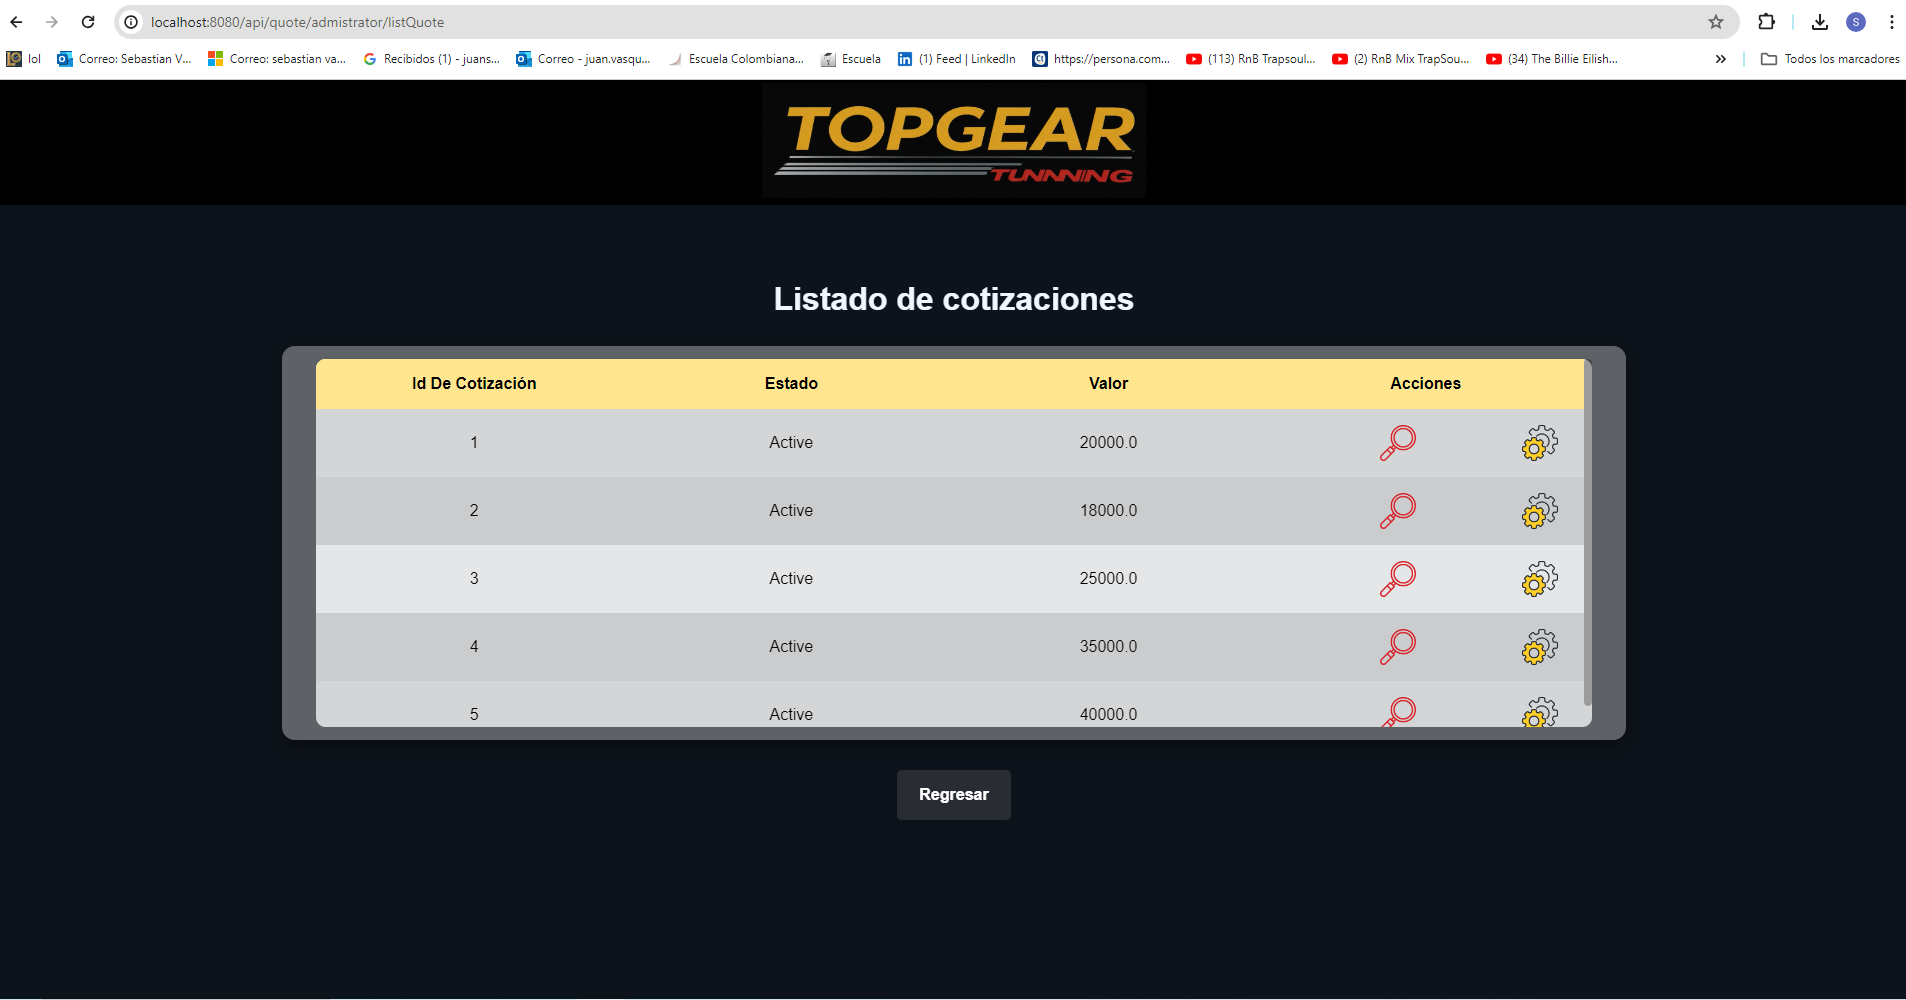 localhost:8080/api/quote/admistrator/listQuote
S
lol Correo: Sebastian V... Correo: sebastian va... Recibidos (1) - juans... Correo - juan.vasqu... Escuela Colombiana... Escuela (1) Feed | LinkedIn https://persona.com... (113) RnB Trapsoul... (2) RnB Mix TrapSou... (34) The Billie Eilish... Todos los marcadores
TOPGEAR
TUNNNING
Listado de cotizaciones
Id De Cotización Estado Valor Acciones
1 Active 20000.0
2 Active 18000.0
3 Active 25000.0
4 Active 35000.0
5 Active 40000.0
Regresar